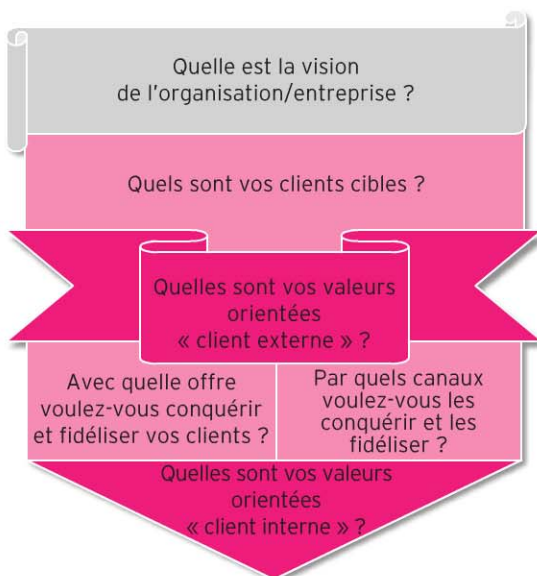 Quelle est la vision
de l'organisation/entreprise ?
Quels sont vos clients cibles ?
Quelles sont vos valeurs
orientées
« client externe » ?
Avec quelle offre
voulez-vous conquérir
et fidéliser vos clients ?
Par quels canaux
voulez-vous les
conquérir et les
fidéliser ?
Quelles sont vos valeurs
orientées
« client interne » ?